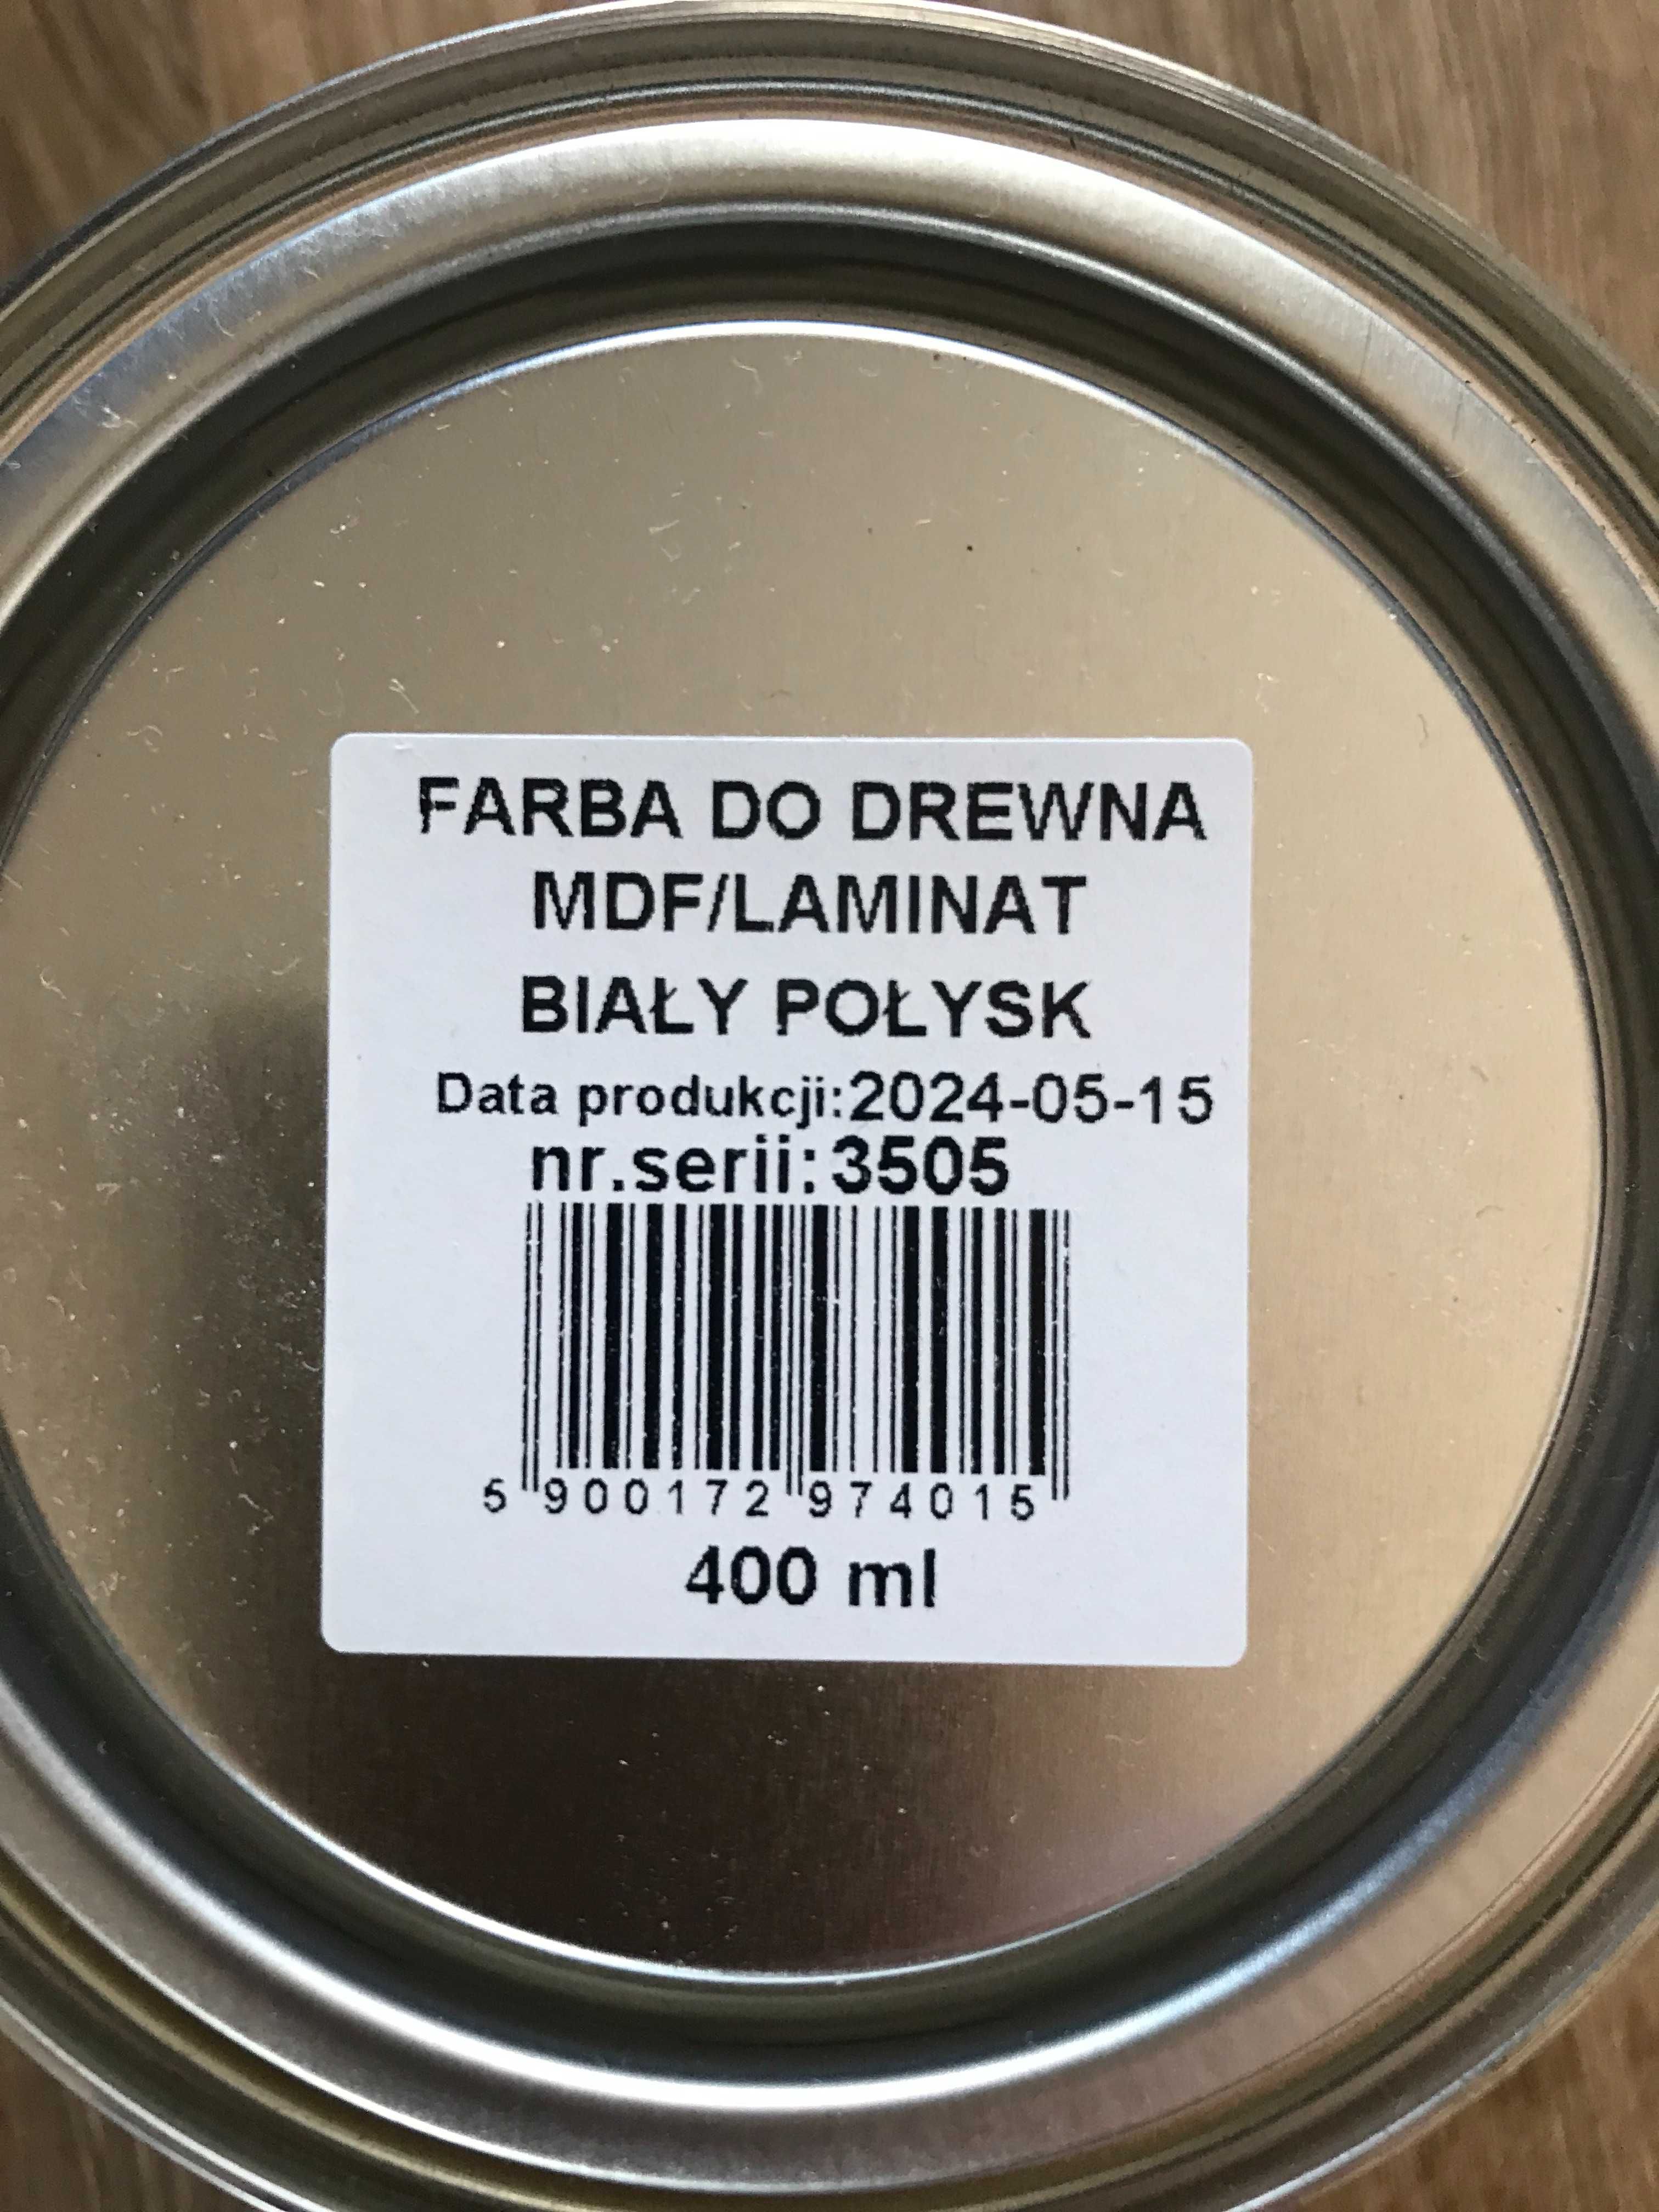 FARBA DO DREWNA
MDF/LAMINAT
BIAŁY POŁYSK
Data produkcji:2024-05-15
nr.serii:3505
5 900172 974015
400 ml